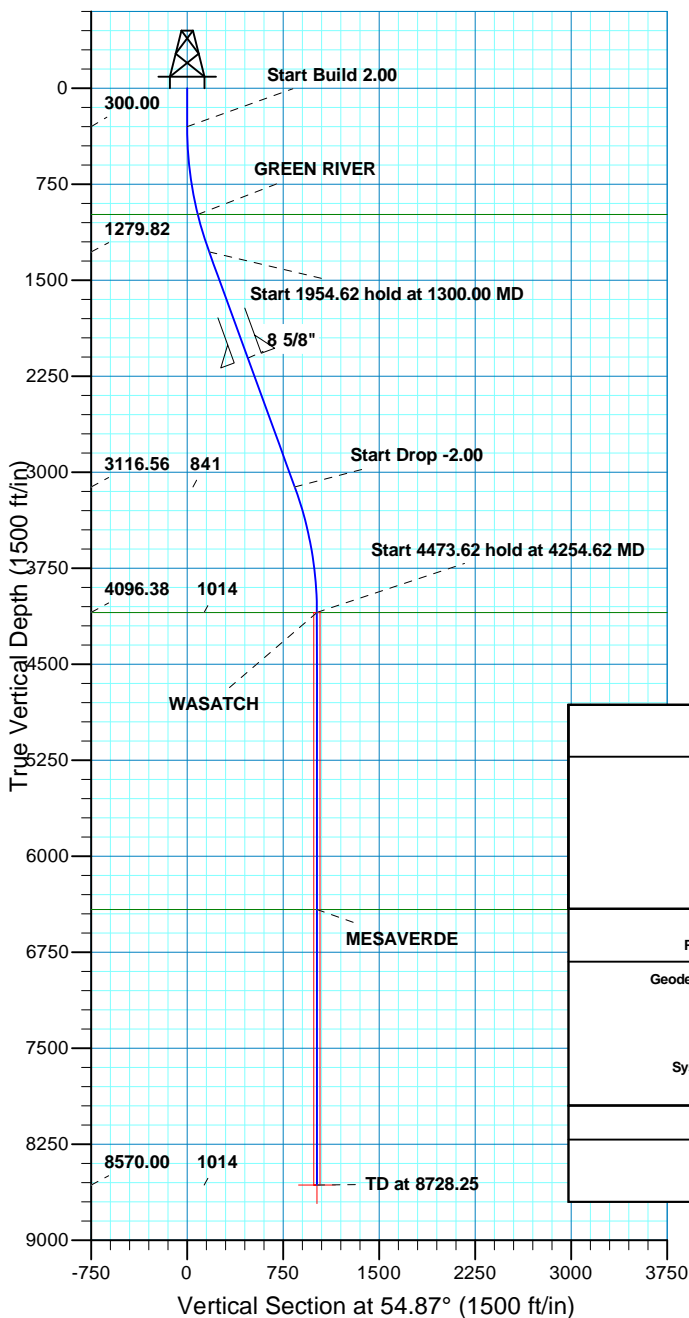 Start Build 2.00
0
300.00
GREEN RIVER
750
1279.82
1500
Start 1954.62 hold at 1300.00 MD
8 5/8"
2250
3116.56 841
3000
Start Drop -2.00
Start 4473.62 hold at 4254.62 MD
3750
4096.38 1014
4500
WASATCH
True Vertical Depth (1500 ft/in)
5250
6000
MESAVERDE
6750
Geode
7500
Sy
8250
8570.00 1014
TD at 8728.25
9000
-750 0 750 1500 2250 3000 3750
Vertical Section at 54.87° (1500 ft/in)